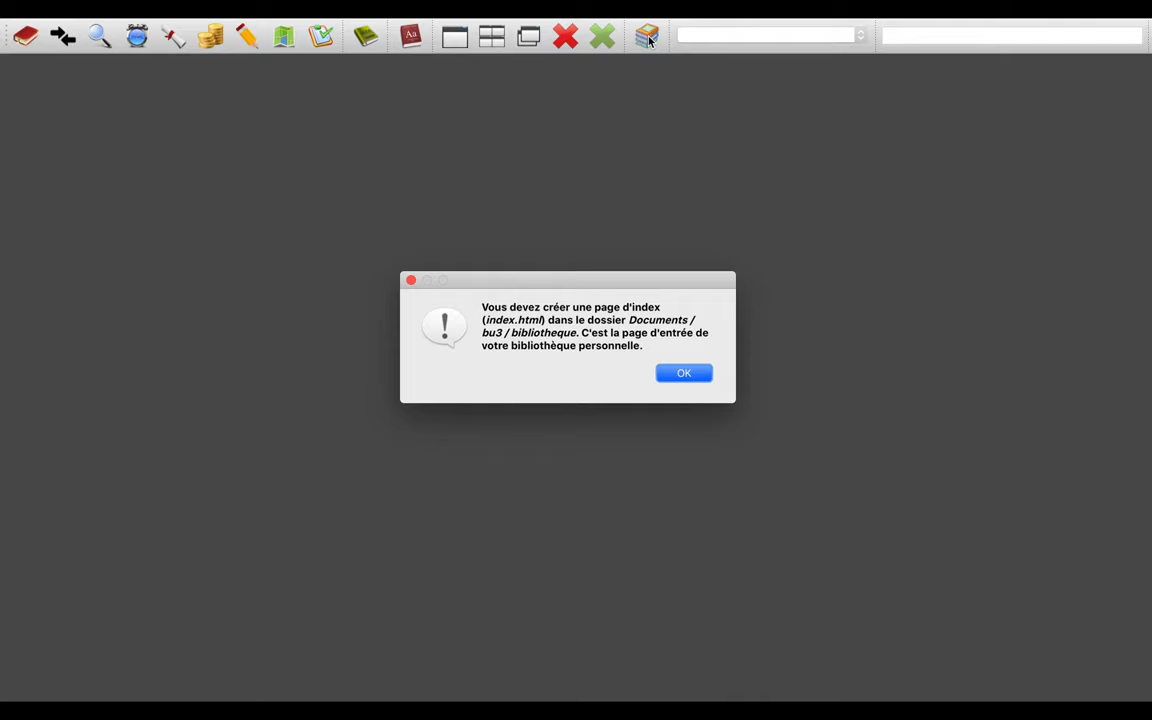 Aa
Vous devez créer une page d'index
(index.html) dans le dossier Documents /
bu3 / bibliotheque. C'est la page d'entrée de
votre bibliothèque personnelle.
OK